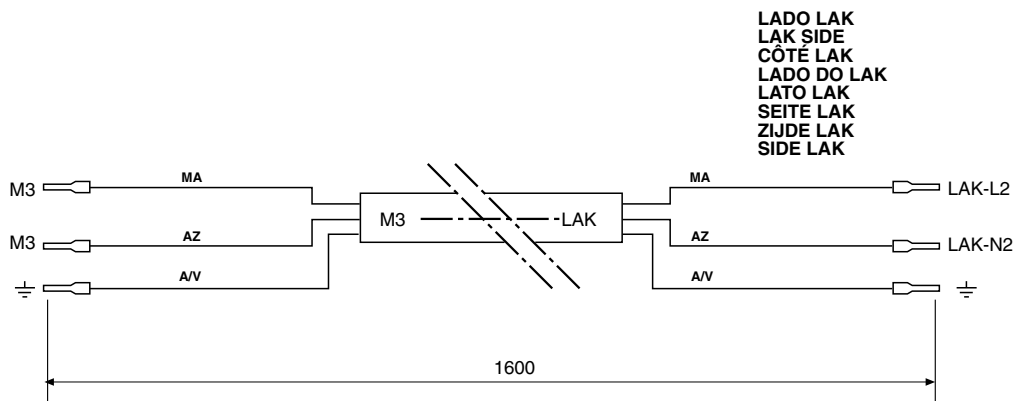 LADO LAK
LAK SIDE
CÔTÉ LAK
LADO DO LAK
LATO LAK
SEITE LAK
ZIJDE LAK
SIDE LAK
M3 MA M3 LAK MA LAK-L2
M3 AZ AZ LAK-N2
A/V A/V
1600